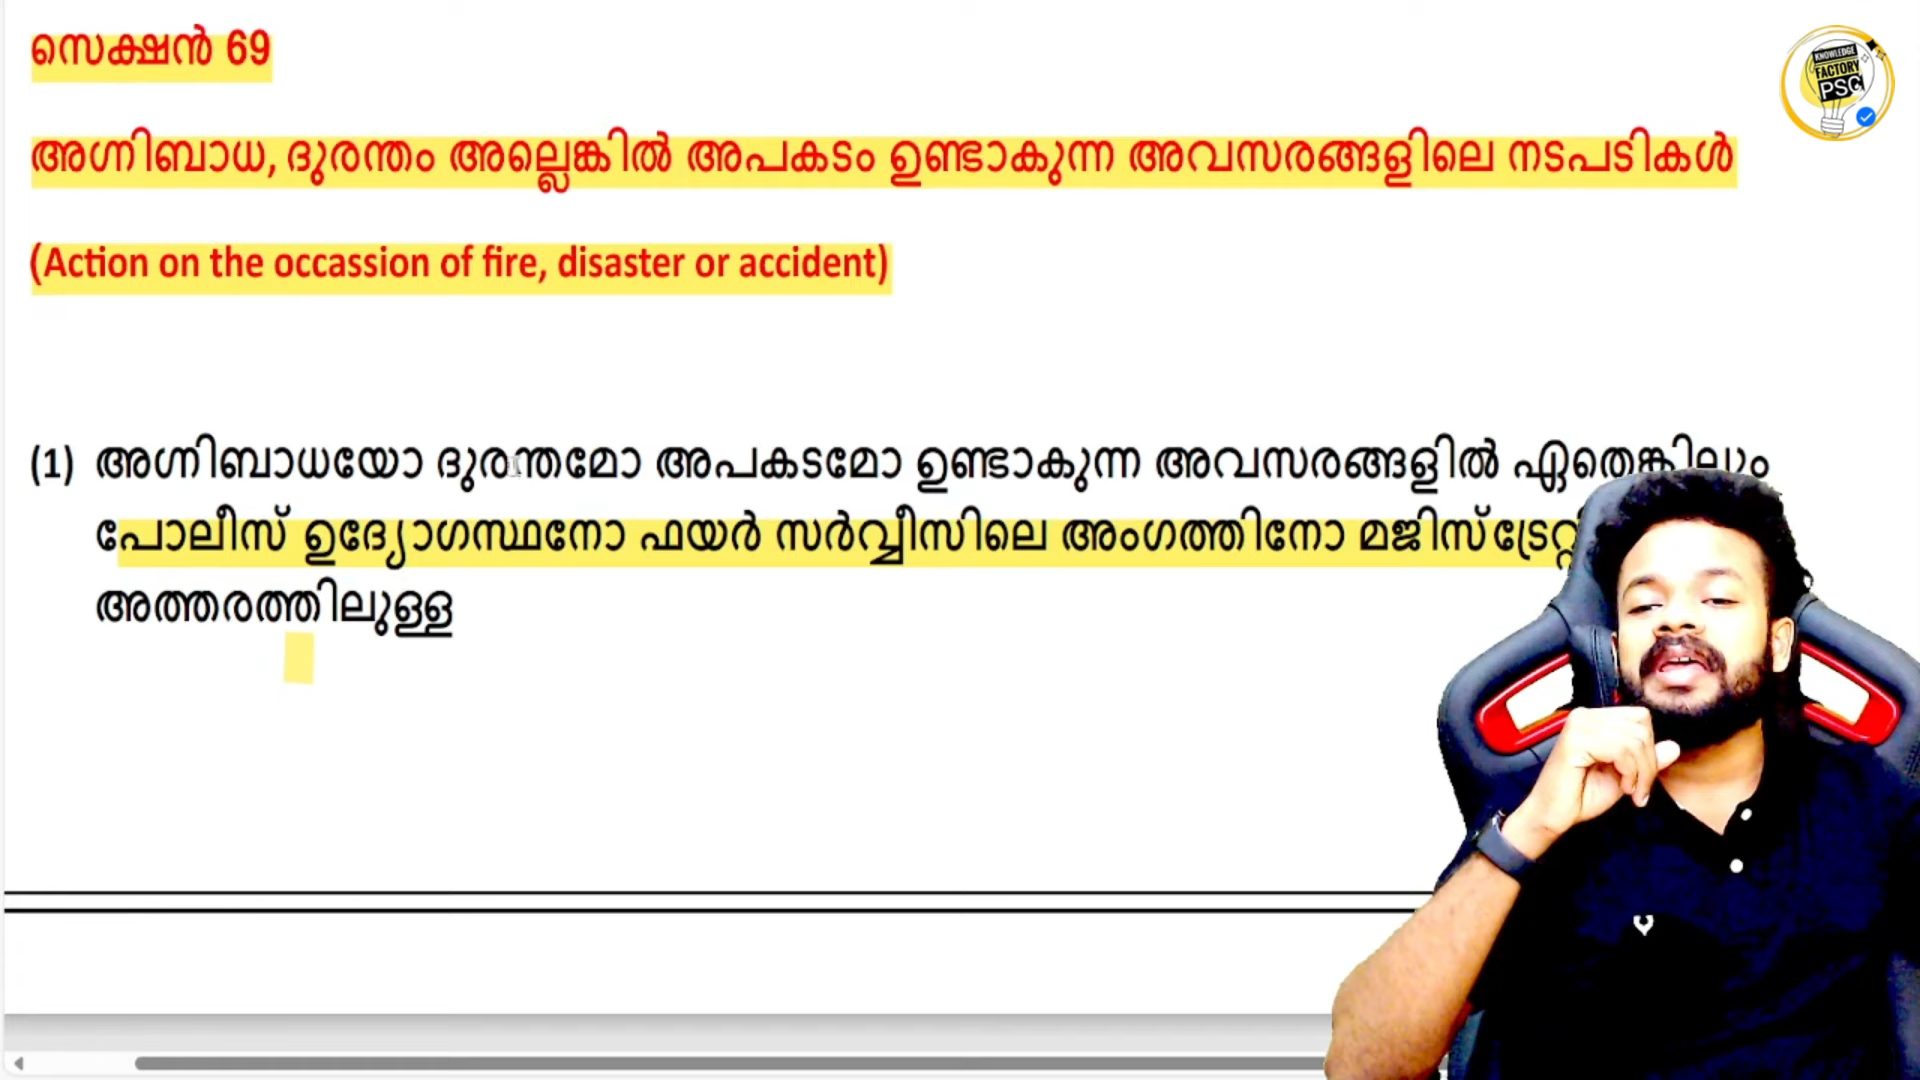 സെക്ഷൻ 69
അഗ്നിബാധ, ദുരന്തം അല്ലെങ്കിൽ അപകടം ഉണ്ടാകുന്ന അവസരങ്ങളിലെ നടപടികൾ
(Action on the occassion of fire, disaster or accident)
(1) അഗ്നിബാധയോ ദുരന്തമോ അപകടമോ ഉണ്ടാകുന്ന അവസരങ്ങളിൽ ഏതെങ്കിലും
പോലീസ് ഉദ്യോഗസ്ഥനോ ഫയർ സർവ്വീസിലെ അംഗത്തിനോ
അത്തരത്തിലുള്ള
KNOWLEDGE
FACTORY
PSC